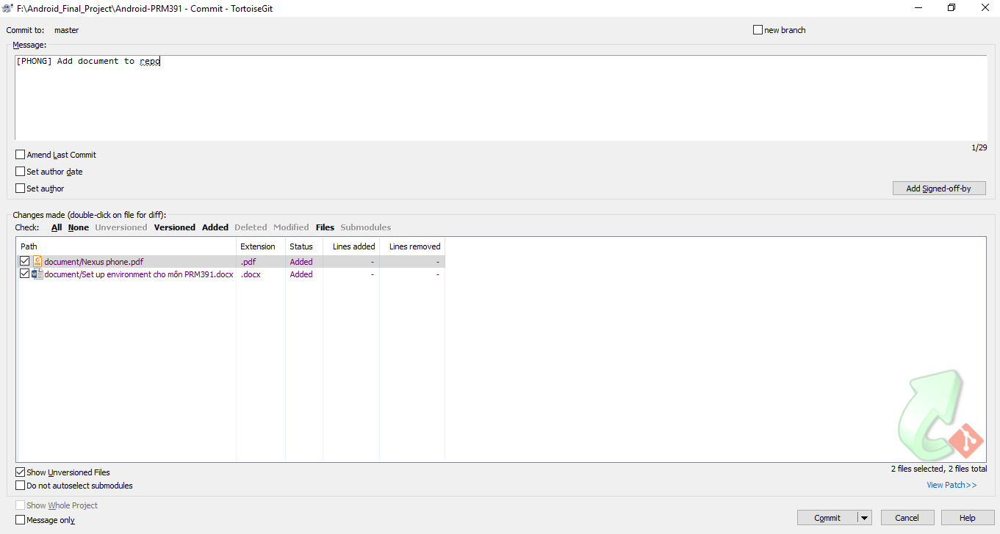 F:\Android_Final_Project\Android-PRM391 - Commit - TortoiseGit
Commit to: master
new branch
Message:
[PHONG] Add document to repo
1/29
Amend Last Commit
Set author date
Set author
Add Signed-off-by
Changes made (double-click on file for diff):
Check: All None Unversioned Versioned Added Deleted Modified Files Submodules
Path Extension Status Lines added Lines removed
document/Nexus phone.pdf .pdf Added - -
document/Set up environment cho môn PRM391.docx .docx Added - -
Show Unversioned Files
2 files selected, 2 files total
Do not autoselect submodules
View Patch>>
Show Whole Project
Message only
Commit
Cancel
Help